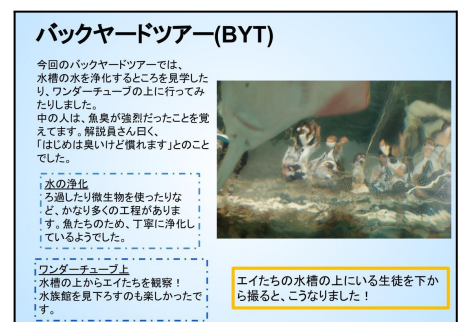 バックヤードツアー(BYT)
今回のバックヤードツアーでは、
水槽の水を浄化するところを見学した
り、ワンダーチューブの上に行ってみ
たりしました。
中の人は、魚臭が強烈だったことを覚
えてます。解説員さん曰く、
「はじめは臭いけど慣れます」とのこと
でした。
水の浄化
ろ過したり微生物を使ったりな
ど、かなり多くの工程がありま
す。魚たちのため、丁寧に浄化し
ているようでした。
ワンダーチューブ上
水槽の上からエイたちを観察！
水族館を見下ろすのも楽しかったで
す。
エイたちの水槽の上にいる生徒を下か
ら撮ると、こうなりました！